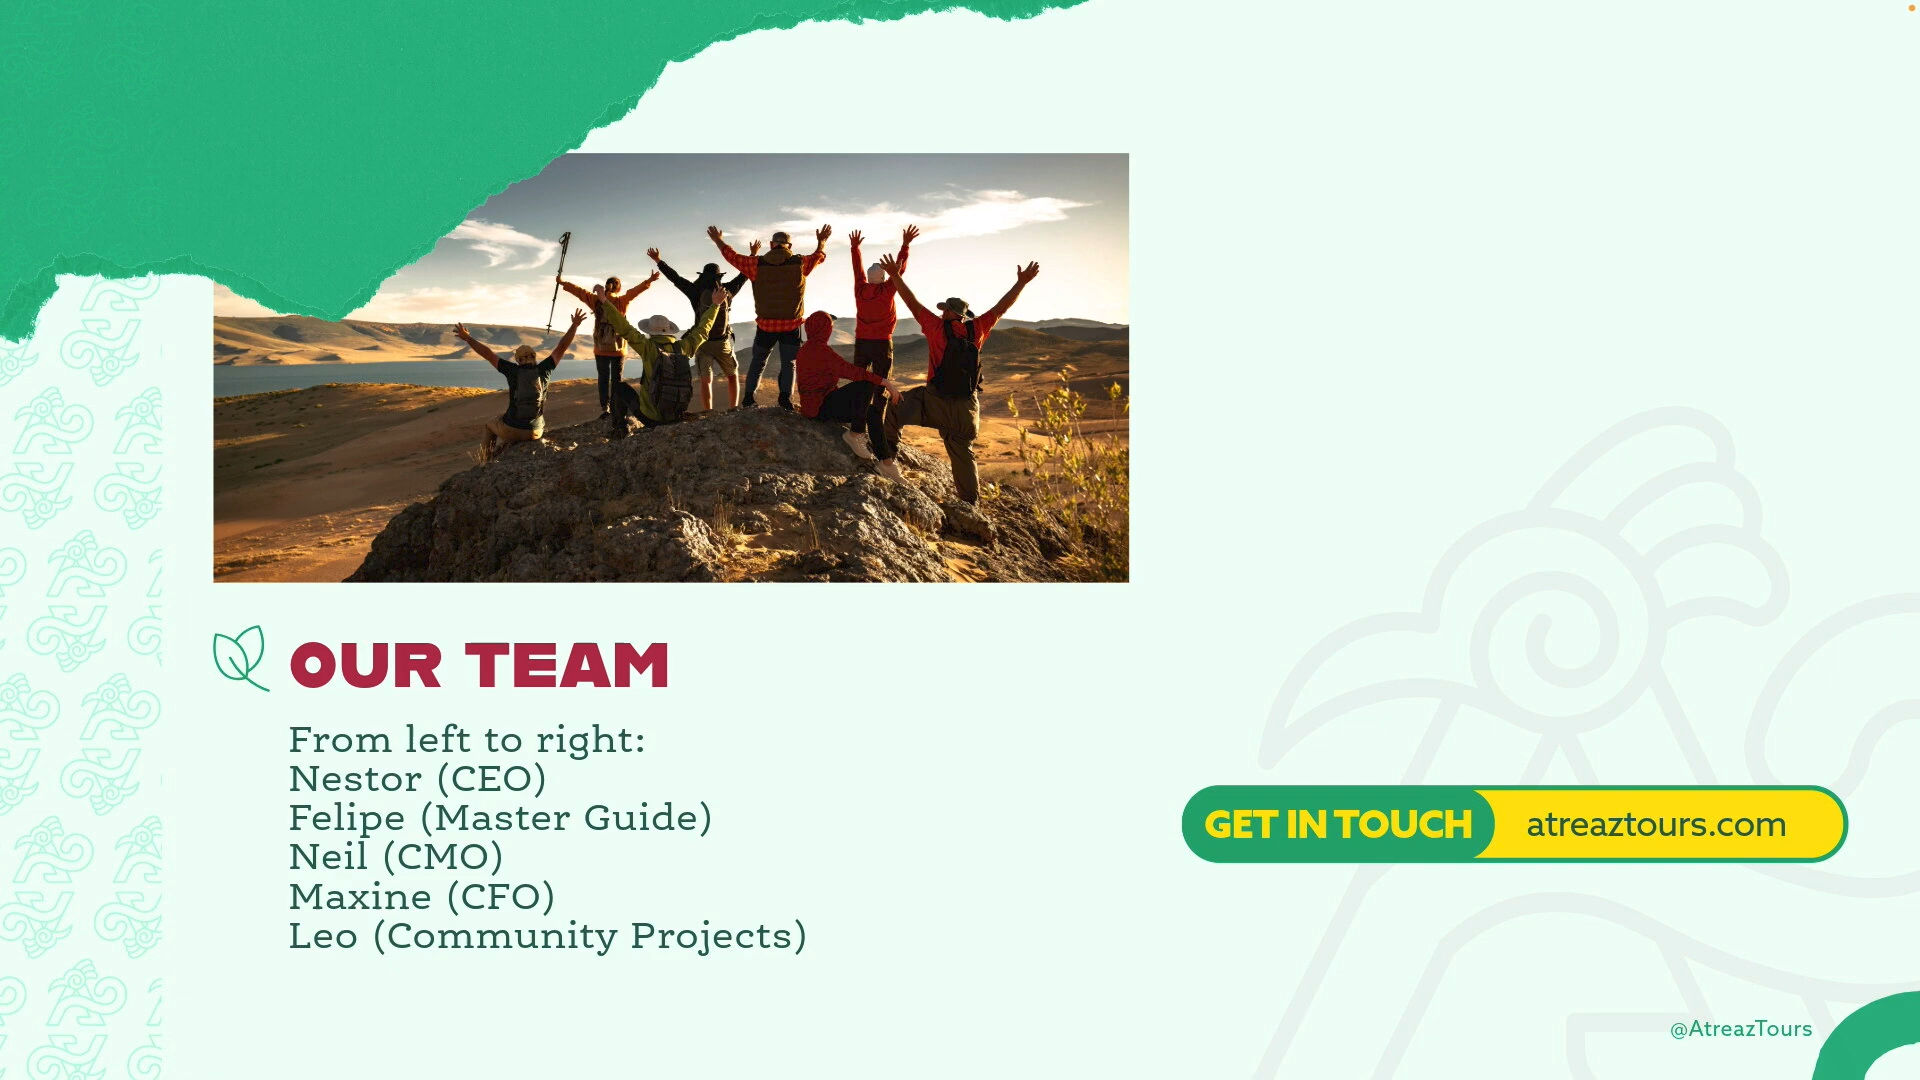 OUR TEAM
From left to right:
Nestor (CEO)
Felipe (Master Guide)
Neil (CMO)
Maxine (CFO)
Leo (Community Projects)
GET IN TOUCH atreaztours.com
@AtreazTours